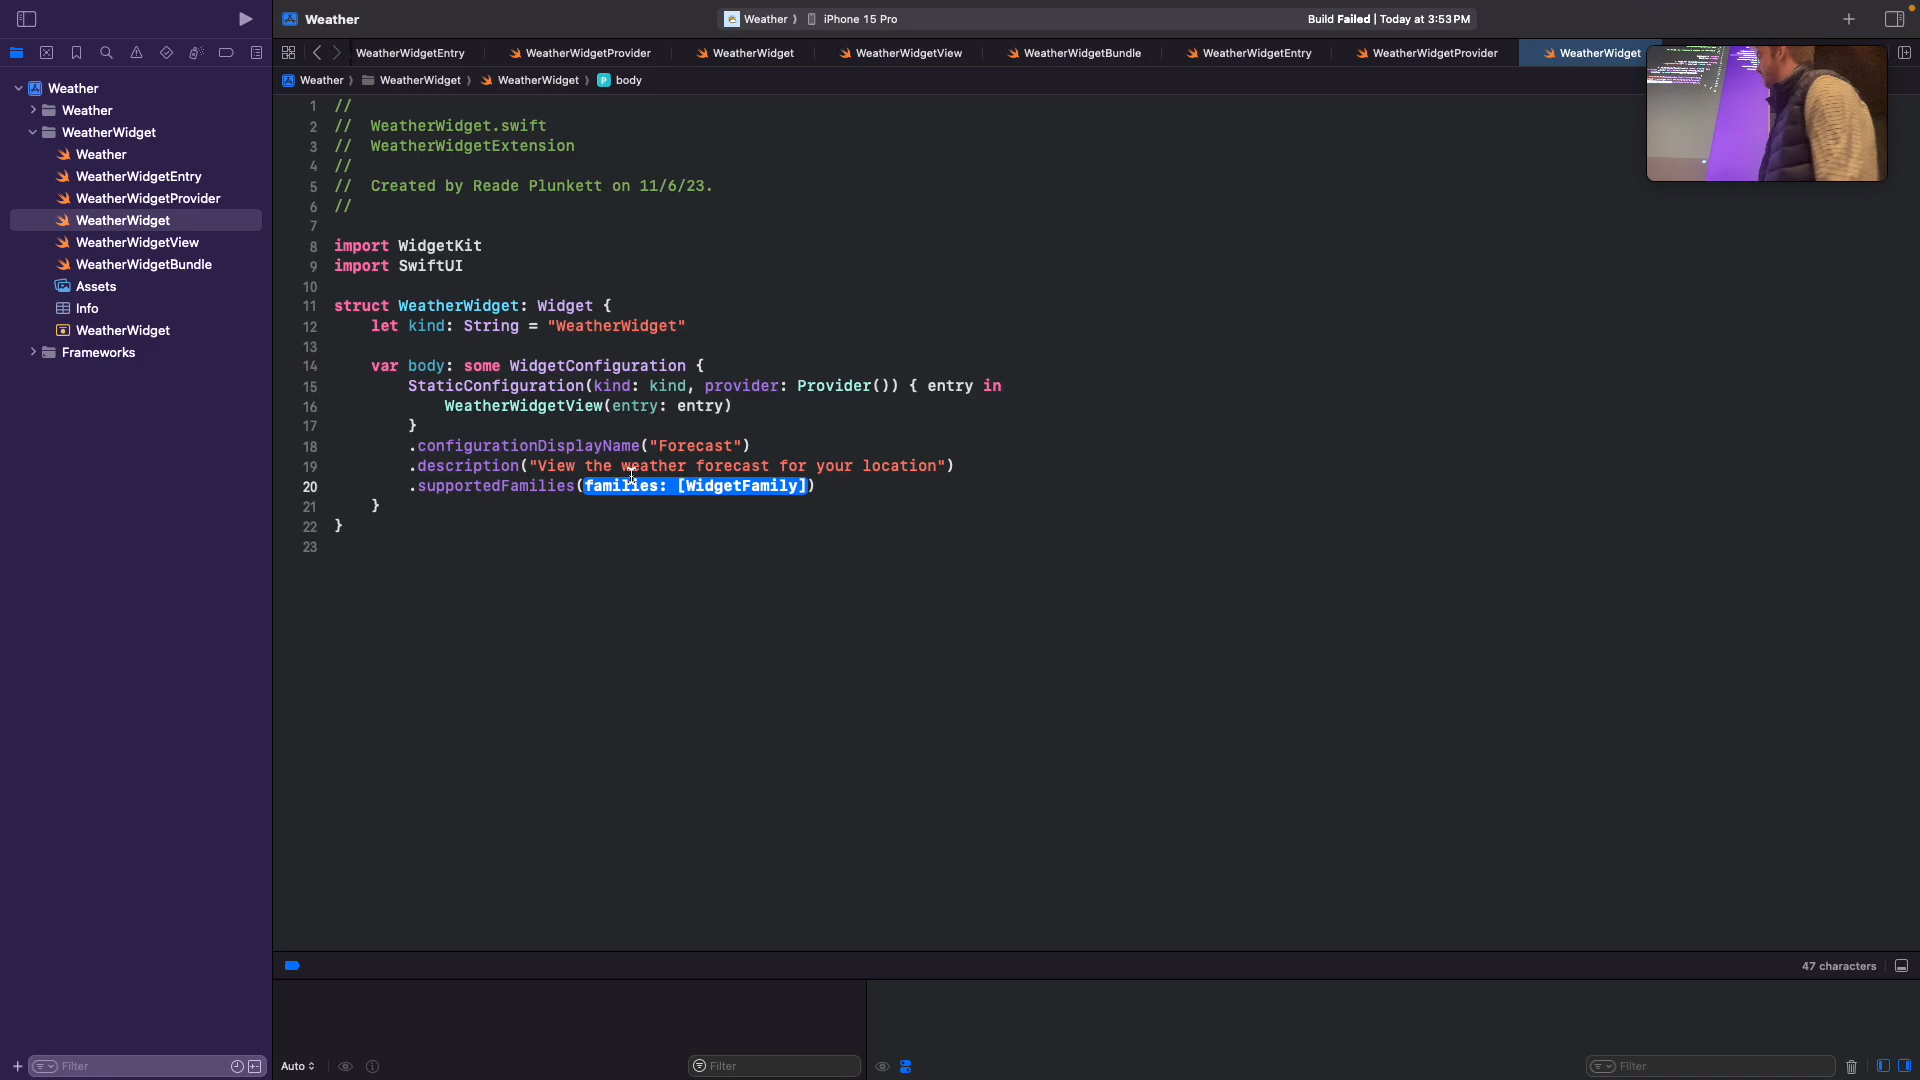 Weather
Weather ⟩ iPhone 15 Pro
Build Failed | Today at 3:53 PM
WeatherWidgetEntry
WeatherWidgetProvider
WeatherWidget
WeatherWidgetView
WeatherWidgetBundle
WeatherWidgetEntry
WeatherWidgetProvider
WeatherWidget
Weather ⟩ WeatherWidget ⟩ WeatherWidget ⟩ P body
Weather
Weather
WeatherWidget
Weather
WeatherWidgetEntry
WeatherWidgetProvider
WeatherWidget
WeatherWidgetView
WeatherWidgetBundle
Assets
Info
WeatherWidget
Frameworks
1 //
2 // WeatherWidget.swift
3 // WeatherWidgetExtension
4 //
5 // Created by Reade Plunkett on 11/6/23.
6 //
7
8 import WidgetKit
9 import SwiftUI
10
11 struct WeatherWidget: Widget {
12 let kind: String = "WeatherWidget"
13
14 var body: some WidgetConfiguration {
15 StaticConfiguration(kind: kind, provider: Provider()) { entry in
16 WeatherWidgetView(entry: entry)
17 }
18 .configurationDisplayName("Forecast")
19 .description("View the weather forecast for your location")
20 .supportedFamilies(families: [WidgetFamily])
21 }
22 }
23
47 characters
Filter
Auto
Filter
Filter